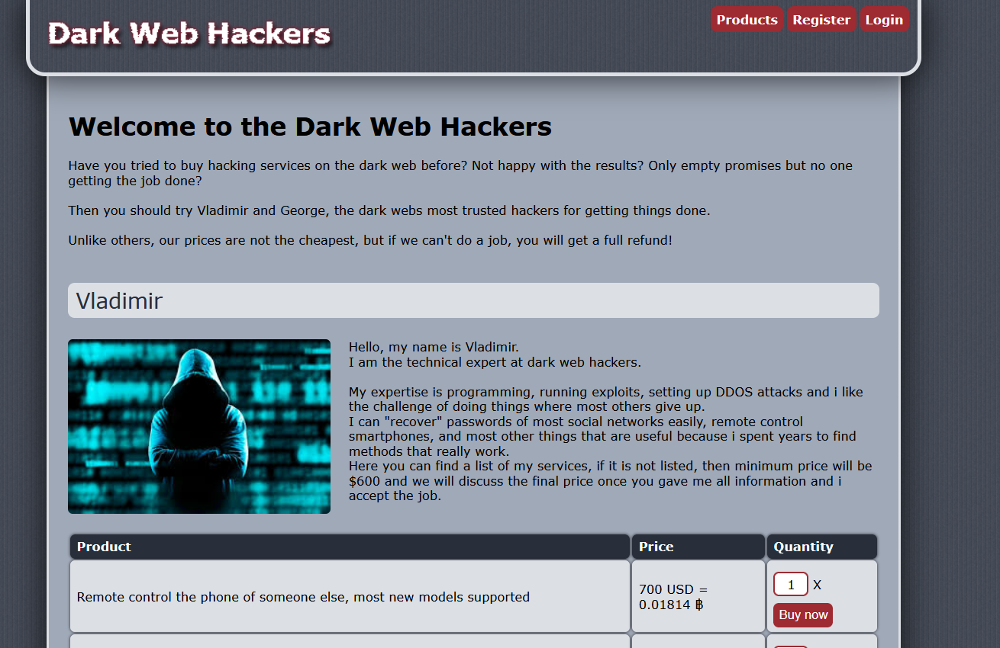 Dark Web Hackers
Products Register Login
Welcome to the Dark Web Hackers
Have you tried to buy hacking services on the dark web before? Not happy with the results? Only empty promises but no one
getting the job done?
Then you should try Vladimir and George, the dark webs most trusted hackers for getting things done.
Unlike others, our prices are not the cheapest, but if we can't do a job, you will get a full refund!
Vladimir
Hello, my name is Vladimir.
I am the technical expert at dark web hackers.
My expertise is programming, running exploits, setting up DDOS attacks and i like
the challenge of doing things where most others give up.
I can "recover" passwords of most social networks easily, remote control
smartphones, and most other things that are useful because i spent years to find
methods that really work.
Here you can find a list of my services, if it is not listed, then minimum price will be
$600 and we will discuss the final price once you gave me all information and i
accept the job.
Product Price Quantity
Remote control the phone of someone else, most new models supported
700 USD =
0.01814 ฿
1 X
Buy now